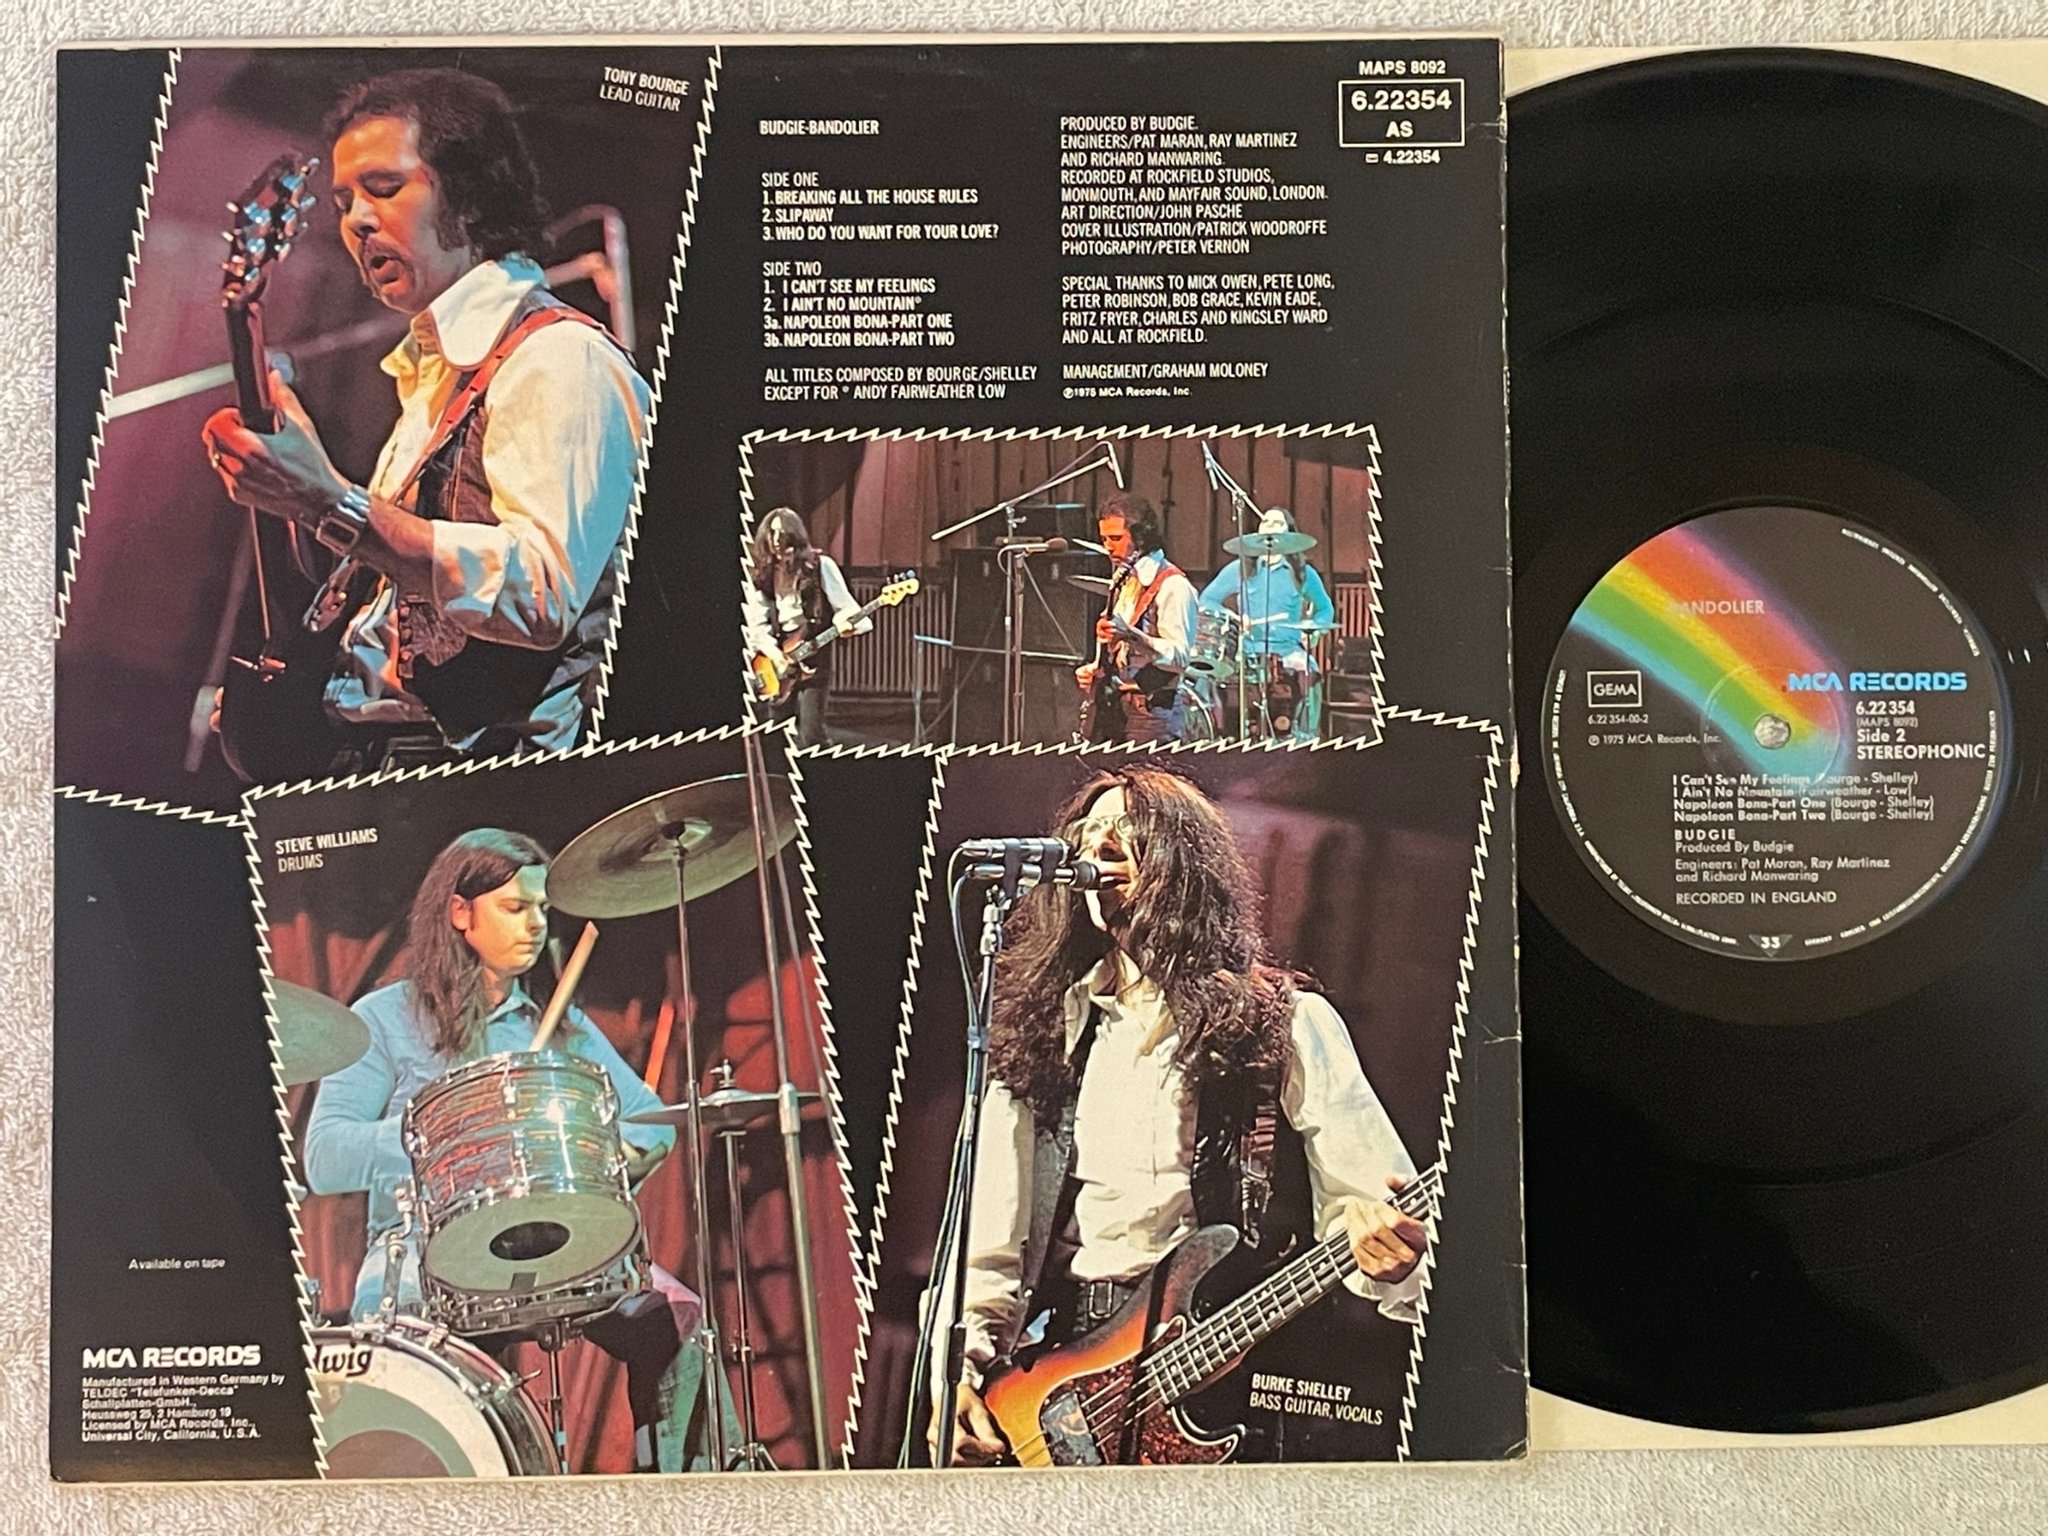 TONY BOURGE
LEAD GUITAR
BUDGIE-BANDOLIER
SIDE ONE
1. BREAKING ALL THE HOUSE RULES
2. SLIPAWAY
3. WHO DO YOU WANT FOR YOUR LOVE?
SIDE TWO
1. I CAN'T SEE MY FEELINGS
2. I AIN'T NO MOUNTAIN*
3a. NAPOLEON BONA-PART ONE
3b. NAPOLEON BONA-PART TWO
ALL TITLES COMPOSED BY BOURGE/SHELLEY
EXCEPT FOR * ANDY FAIRWEATHER LOW
PRODUCED BY BUDGIE.
ENGINEERS/PAT MARAN, RAY MARTINEZ
AND RICHARD MANWARING.
RECORDED AT ROCKFIELD STUDIOS,
MONMOUTH, AND MAYFAIR SOUND, LONDON.
ART DIRECTION/JOHN PASCHE
COVER ILLUSTRATION/PATRICK WOODROFFE
PHOTOGRAPHY/PETER VERNON
SPECIAL THANKS TO MICK OWEN, PETE LONG,
PETER ROBINSON, BOB GRACE, KEVIN EADE,
FRITZ FRYER, CHARLES AND KINGSLEY WARD
AND ALL AT ROCKFIELD.
MANAGEMENT/GRAHAM MOLONEY
℗1975 MCA Records, Inc.
MAPS 8092
6.22354
AS
4.22354
STEVE WILLIAMS
DRUMS
BURKE SHELLEY
BASS GUITAR, VOCALS
Available on tape
MCA RECORDS
Manufactured in Western Germany by
TELDEC "Telefunken-Decca"
Schallplatten-GmbH.,
Heussweg 25, 2 Hamburg 19
Licensed by MCA Records, Inc.,
Universal City, California, U.S.A.
BANDOLIER
MCA RECORDS
GEMA
6.22 354-00-2
℗ 1975 MCA Records, Inc.
6.22 354
(MAPS 8092)
Side 2
STEREOPHONIC
I Can't See My Feelings (Bourge - Shelley)
I Ain't No Mountain (Fairweather - Low)
Napoleon Bona-Part One (Bourge - Shelley)
Napoleon Bona-Part Two (Bourge - Shelley)
BUDGIE
Produced By Budgie
Engineers: Pat Maran, Ray Martinez
and Richard Manwaring
RECORDED IN ENGLAND
33